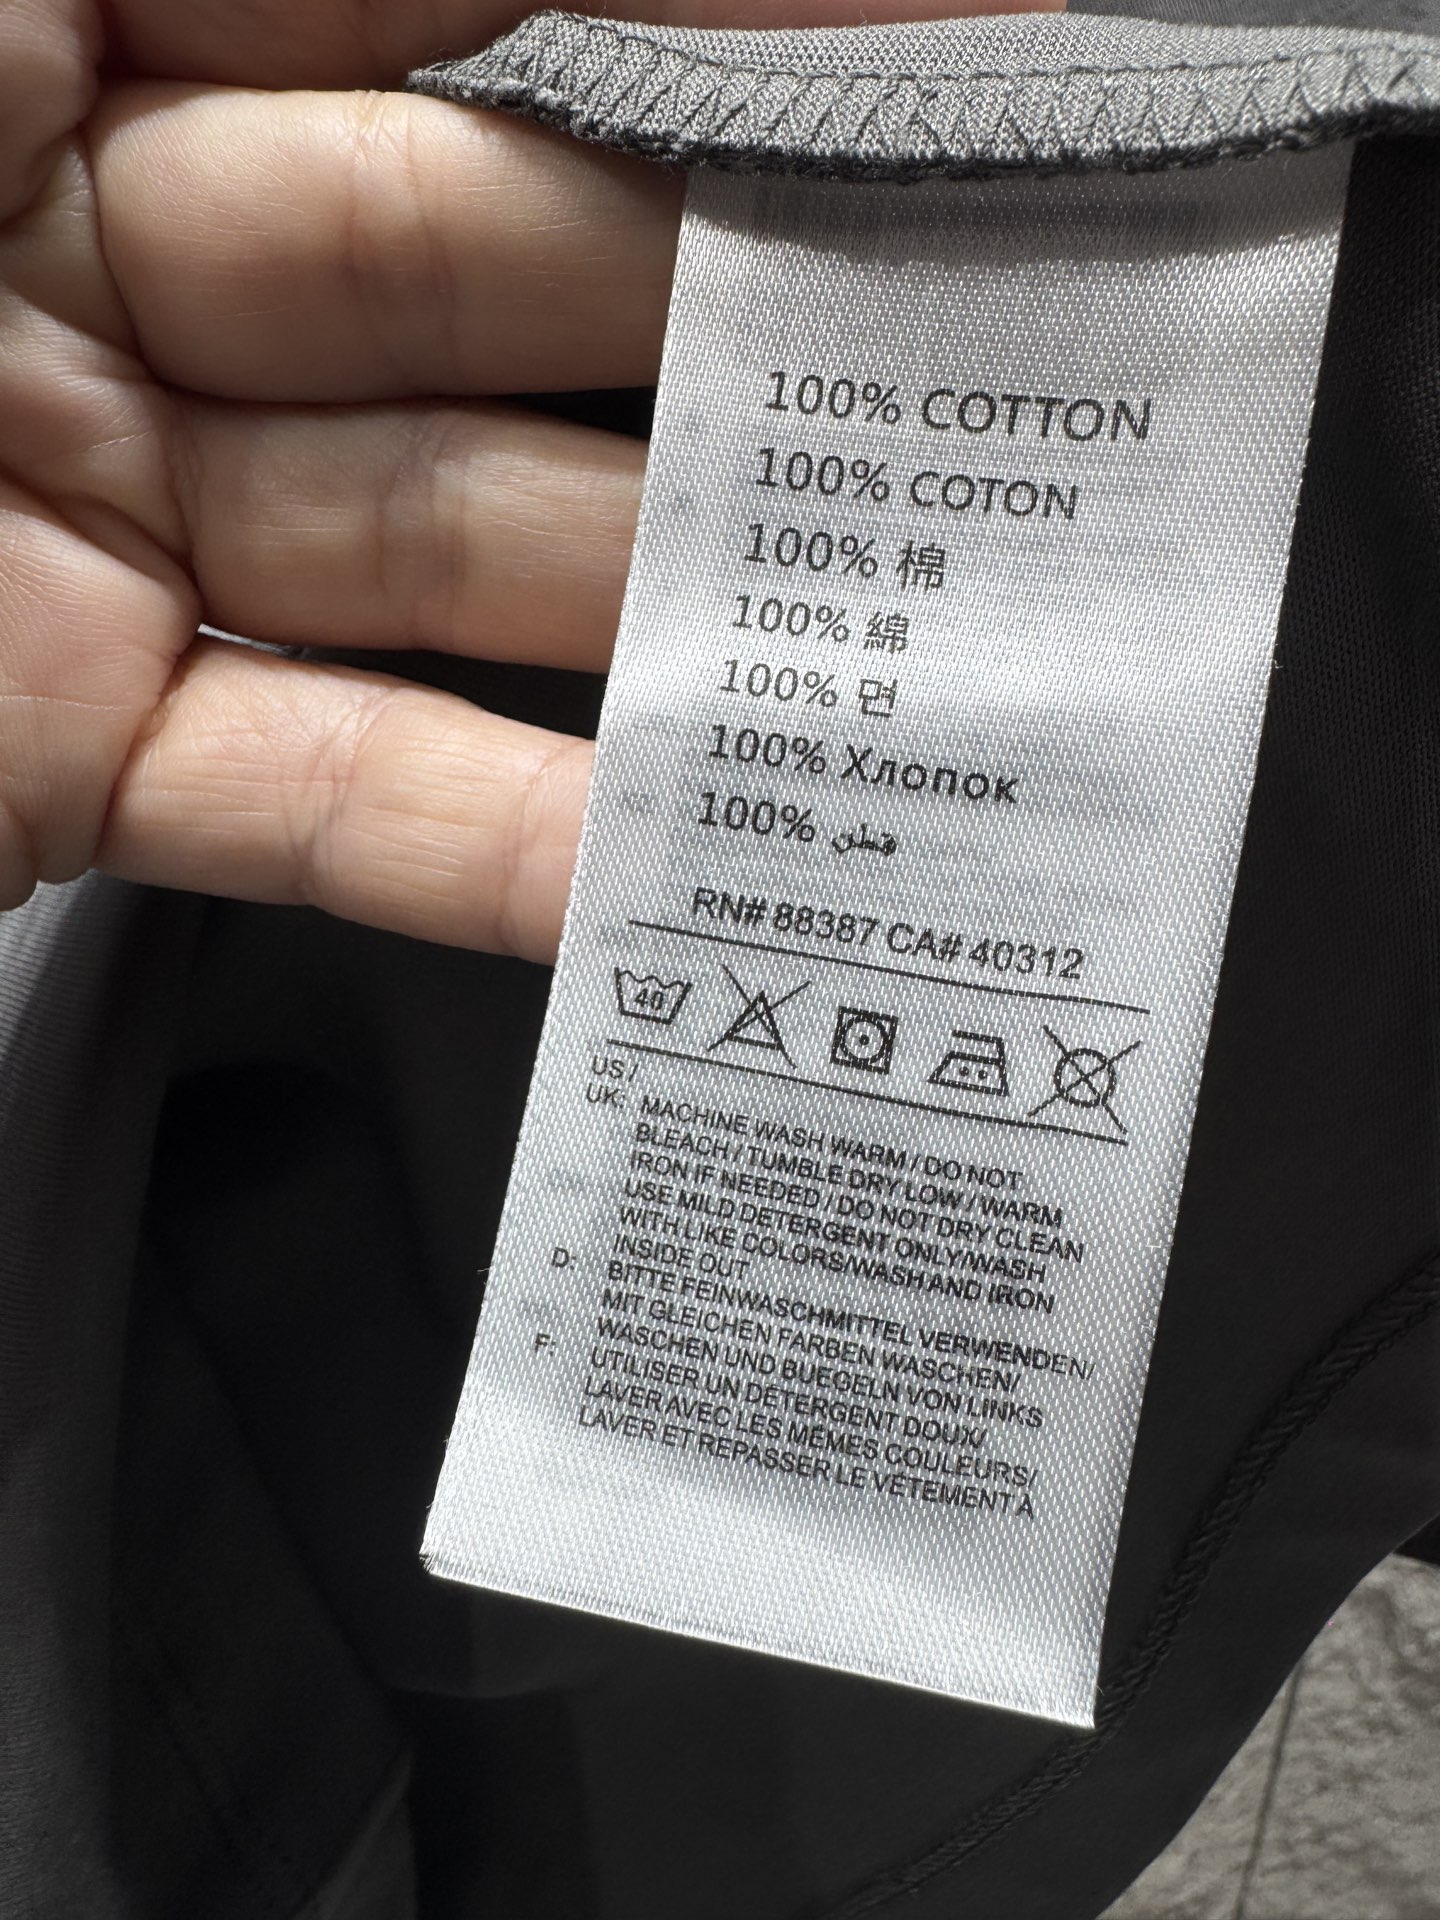 100% COTTON
100% COTON
100% 棉
100% 綿
100% 면
100% Хлопок
100% قطن
RN# 88387 CA# 40312
40
US /
UK: MACHINE WASH WARM / DO NOT
BLEACH / TUMBLE DRY LOW / WARM
IRON IF NEEDED / DO NOT DRY CLEAN
USE MILD DETERGENT ONLY/WASH
WITH LIKE COLORS/WASH AND IRON
INSIDE OUT
D: BITTE FEINWASCHMITTEL VERWENDEN/
MIT GLEICHEN FARBEN WASCHEN/
WASCHEN UND BUEGELN VON LINKS
F: UTILISER UN DÉTERGENT DOUX/
LAVER AVEC LES MÊMES COULEURS/
LAVER ET REPASSER LE VÊTEMENT À